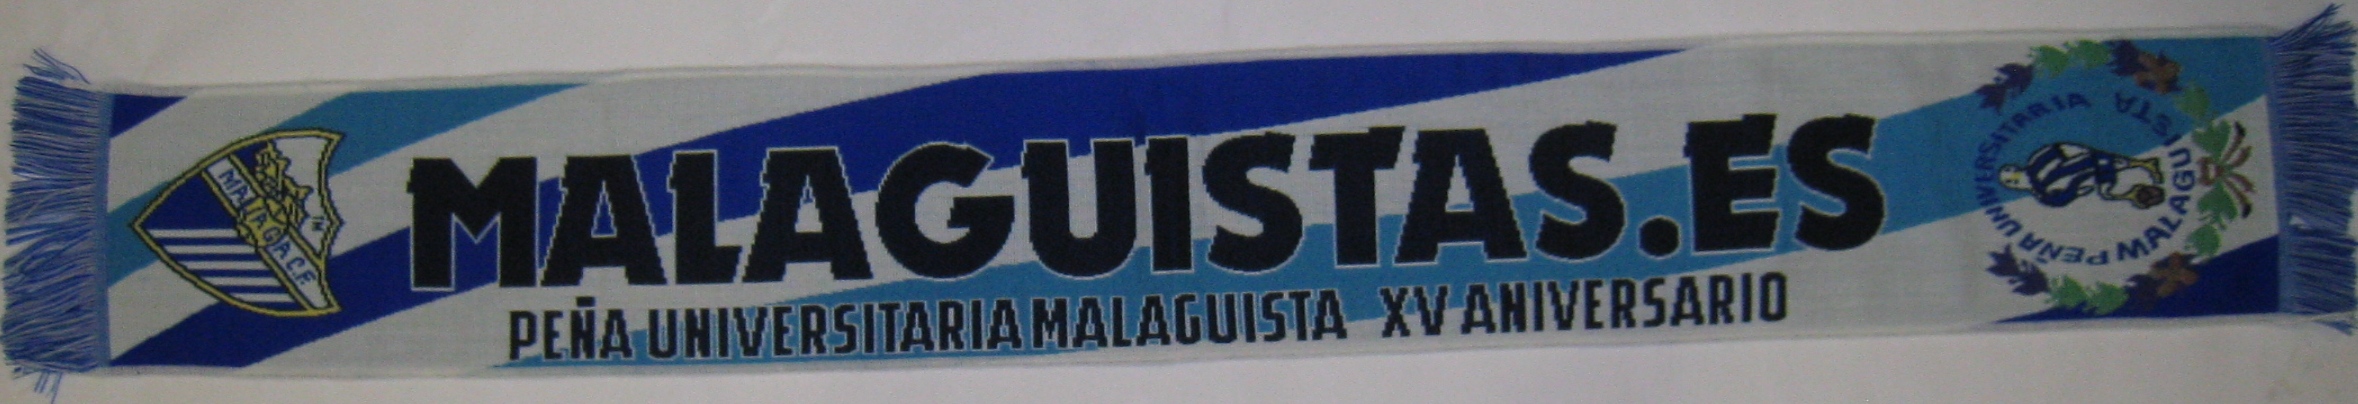 MALAGA C.F.
MALAGUISTAS.ES
PEÑA UNIVERSITARIA MALAGUISTA XV ANIVERSARIO
PEÑA UNIVERSITARIA MALAGUISTA